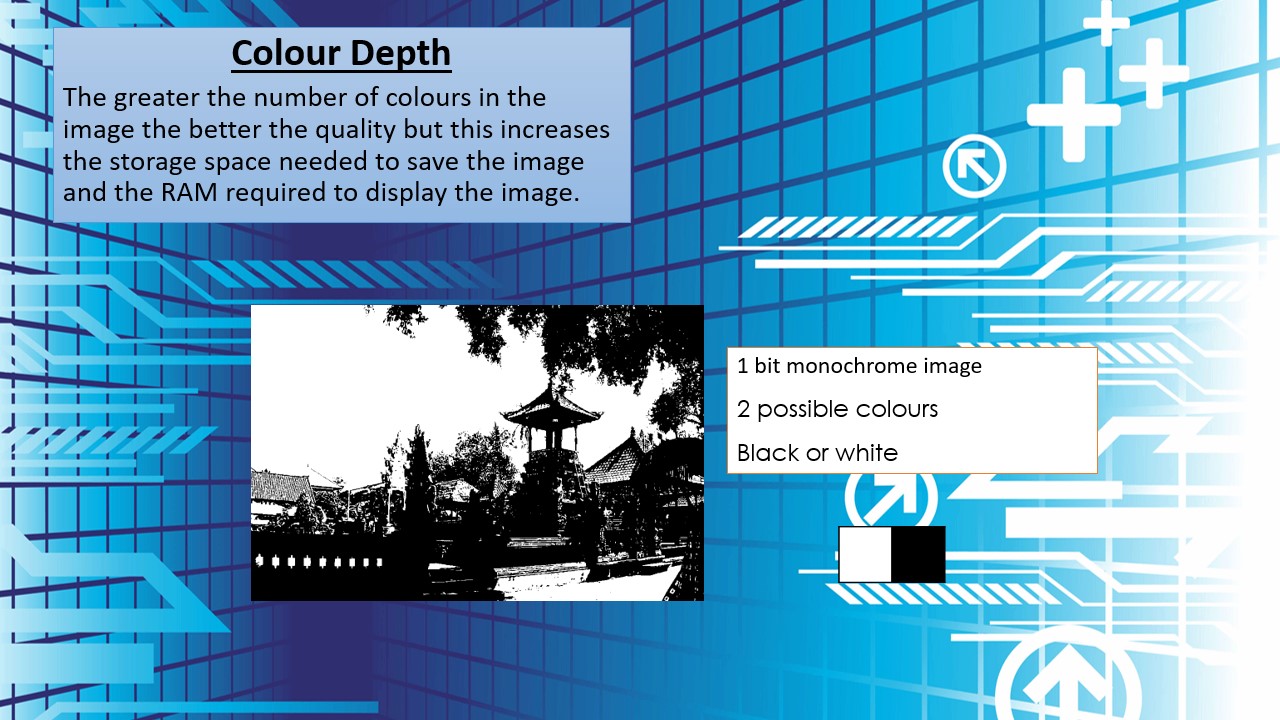 Colour Depth
The greater the number of colours in the
image the better the quality but this increases
the storage space needed to save the image
and the RAM required to display the image.
1 bit monochrome image
2 possible colours
Black or white